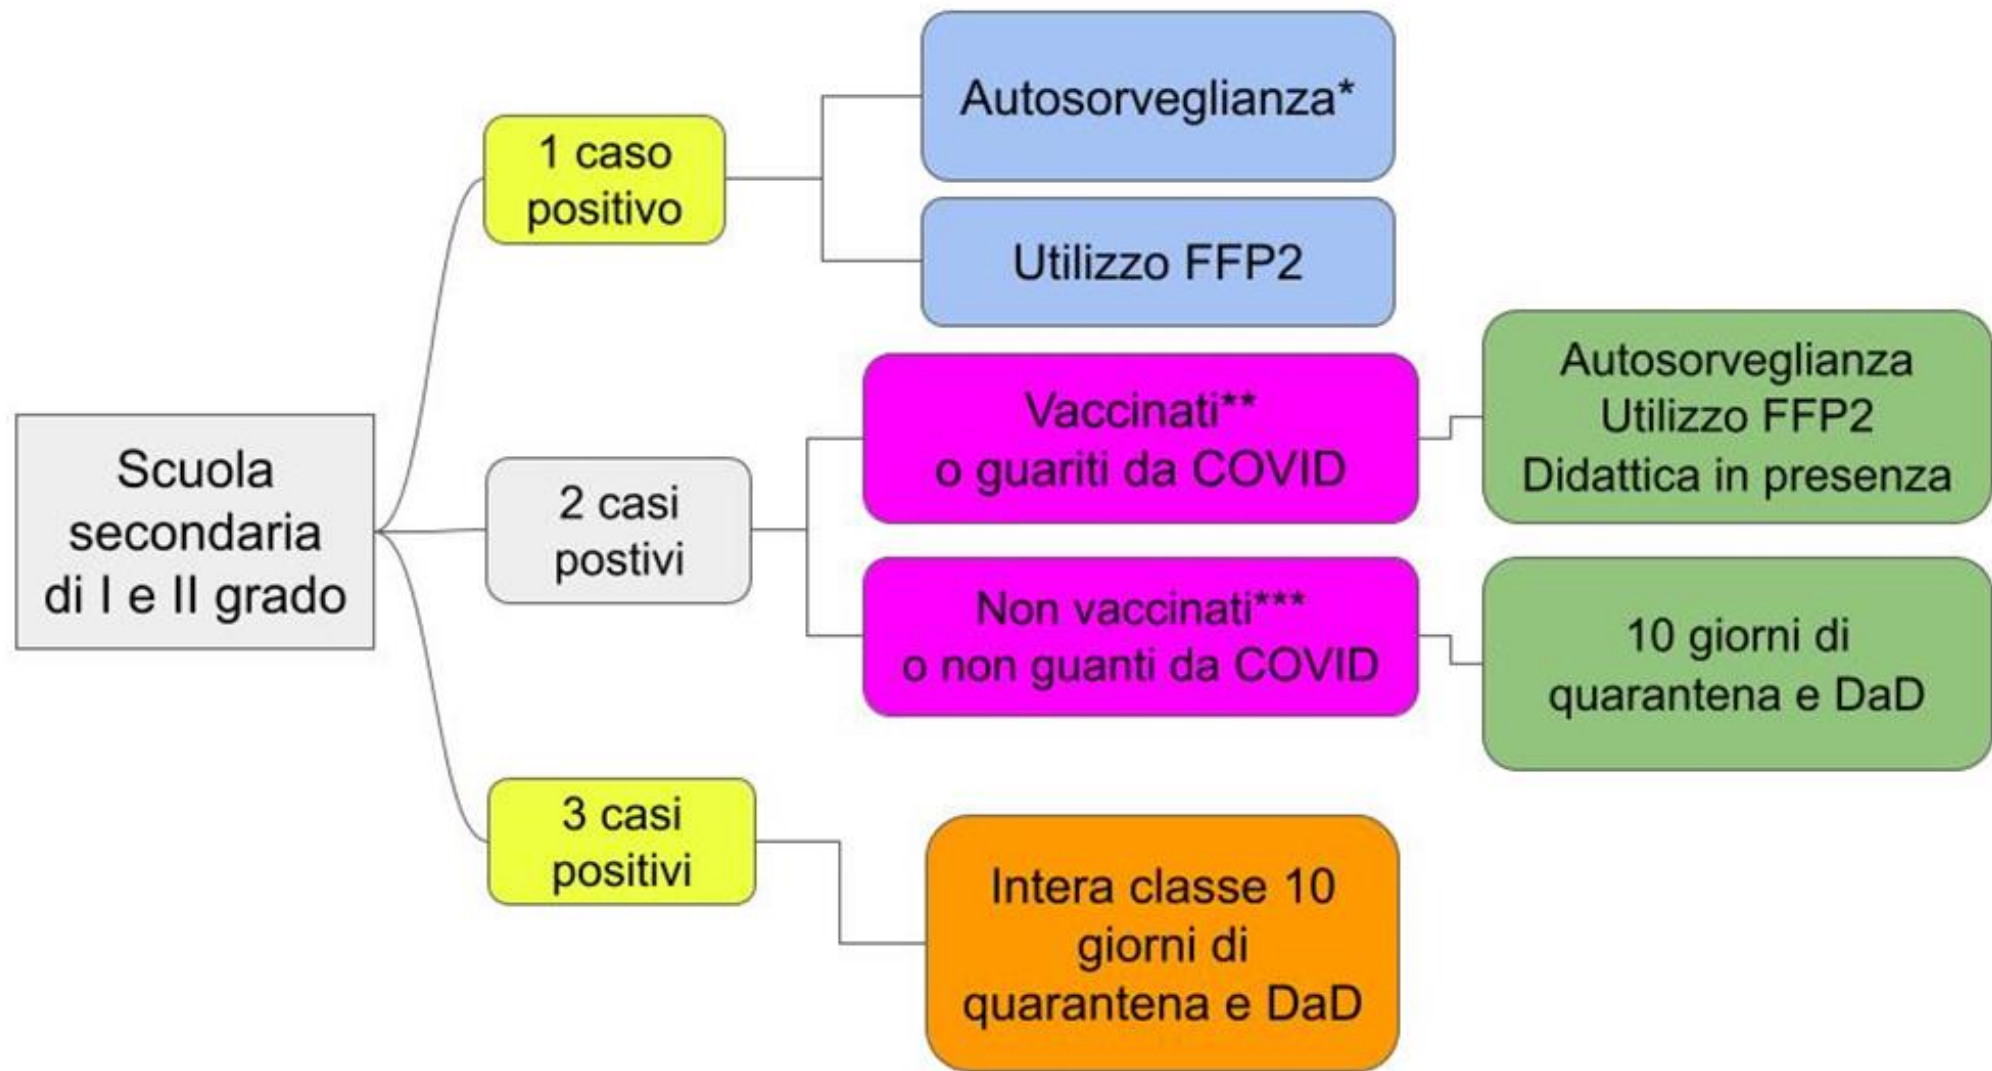 Scuola
secondaria
di I e II grado
1 caso
positivo
Autosorveglianza*
Utilizzo FFP2
2 casi
postivi
Vaccinati**
o guariti da COVID
Autosorveglianza
Utilizzo FFP2
Didattica in presenza
Non vaccinati***
o non guanti da COVID
10 giorni di
quarantena e DaD
3 casi
positivi
Intera classe 10
giorni di
quarantena e DaD